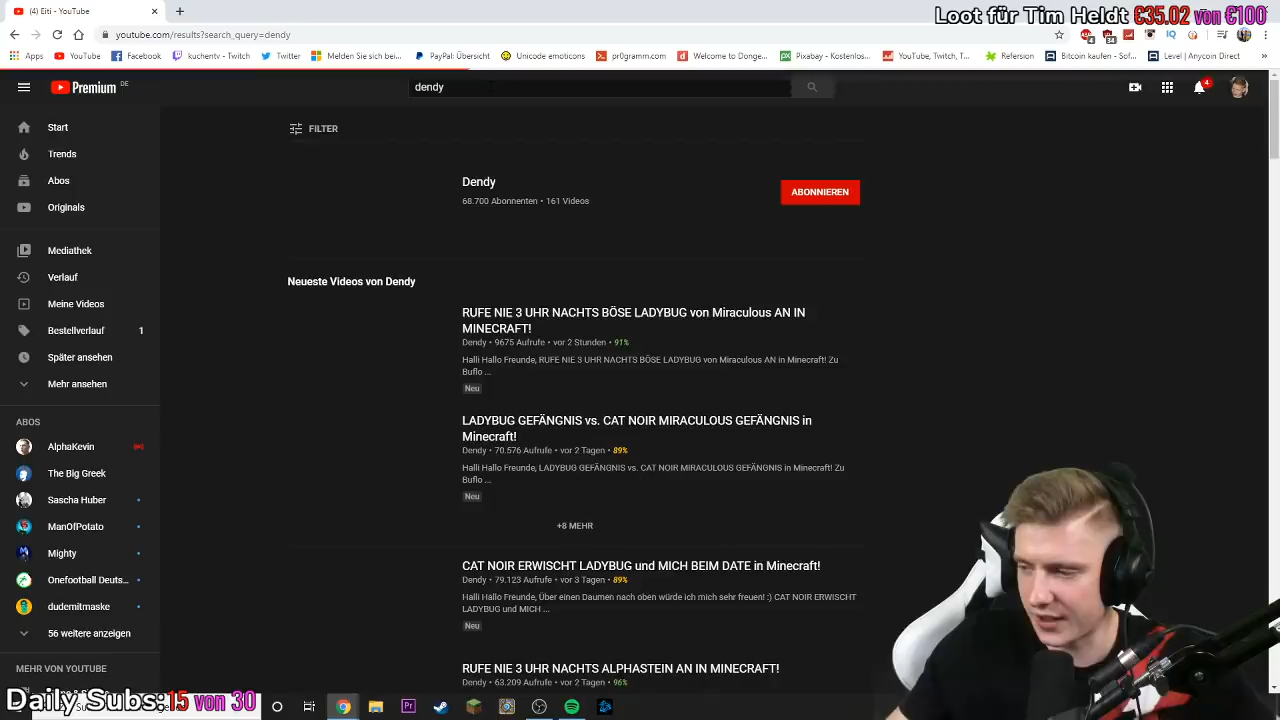 (4) Eiti - YouTube
Loot für Tim Heldt €35.02 von €100
youtube.com/results?search_query=dendy
Apps YouTube Facebook kuchentv - Twitch Twitter Melden Sie sich bei... PayPal Übersicht Unicode emoticons pr0gramm.com Welcome to Donge... Pixabay - Kostenlos... YouTube, Twitch, T... Refersion Bitcoin kaufen - Sof... Level | Anycoin Direct
Premium DE
dendy
4
Start
FILTER
Trends
Abos
Originals
Dendy
68.700 Abonnenten • 161 Videos
ABONNIEREN
Mediathek
Verlauf
Meine Videos
Bestellverlauf 1
Später ansehen
Mehr ansehen
Neueste Videos von Dendy
RUFE NIE 3 UHR NACHTS BÖSE LADYBUG von Miraculous AN IN
MINECRAFT!
Dendy • 9675 Aufrufe • vor 2 Stunden • 91%
Halli Hallo Freunde, RUFE NIE 3 UHR NACHTS BÖSE LADYBUG von Miraculous AN in Minecraft! Zu
Buflo ...
Neu
LADYBUG GEFÄNGNIS vs. CAT NOIR MIRACULOUS GEFÄNGNIS in
Minecraft!
Dendy • 70.576 Aufrufe • vor 2 Tagen • 89%
Halli Hallo Freunde, LADYBUG GEFÄNGNIS vs. CAT NOIR MIRACULOUS GEFÄNGNIS in Minecraft! Zu
Buflo ...
Neu
+8 MEHR
CAT NOIR ERWISCHT LADYBUG und MICH BEIM DATE in Minecraft!
Dendy • 79.123 Aufrufe • vor 3 Tagen • 89%
Halli Hallo Freunde, Über einen Daumen nach oben würde ich mich sehr freuen! :) CAT NOIR ERWISCHT
LADYBUG und MICH ...
Neu
RUFE NIE 3 UHR NACHTS ALPHASTEIN AN IN MINECRAFT!
Dendy • 63.209 Aufrufe • vor 2 Tagen • 96%
ABOS
AlphaKevin
The Big Greek
Sascha Huber
ManOfPotato
Mighty
Onefootball Deuts...
dudemitmaske
56 weitere anzeigen
MEHR VON YOUTUBE
Daily Subs: 15 von 30